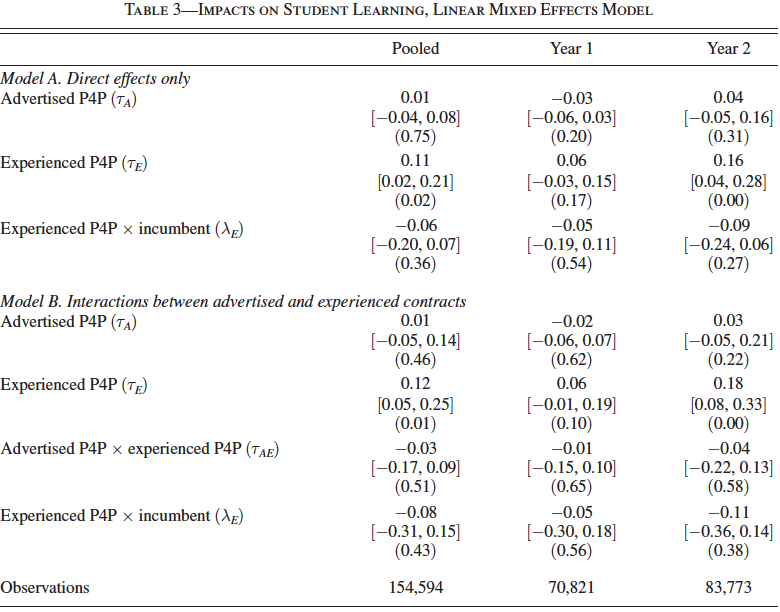 TABLE 3—IMPACTS ON STUDENT LEARNING, LINEAR MIXED EFFECTS MODEL
Pooled Year 1 Year 2
Model A. Direct effects only
Advertised P4P (τA) 0.01 −0.03 0.04
[−0.04, 0.08] [−0.06, 0.03] [−0.05, 0.16]
(0.75) (0.20) (0.31)
Experienced P4P (τE) 0.11 0.06 0.16
[0.02, 0.21] [−0.03, 0.15] [0.04, 0.28]
(0.02) (0.17) (0.00)
Experienced P4P × incumbent (λE) −0.06 −0.05 −0.09
[−0.20, 0.07] [−0.19, 0.11] [−0.24, 0.06]
(0.36) (0.54) (0.27)
Model B. Interactions between advertised and experienced contracts
Advertised P4P (τA) 0.01 −0.02 0.03
[−0.05, 0.14] [−0.06, 0.07] [−0.05, 0.21]
(0.46) (0.62) (0.22)
Experienced P4P (τE) 0.12 0.06 0.18
[0.05, 0.25] [−0.01, 0.19] [0.08, 0.33]
(0.01) (0.10) (0.00)
Advertised P4P × experienced P4P (τAE) −0.03 −0.01 −0.04
[−0.17, 0.09] [−0.15, 0.10] [−0.22, 0.13]
(0.51) (0.65) (0.58)
Experienced P4P × incumbent (λE) −0.08 −0.05 −0.11
[−0.31, 0.15] [−0.30, 0.18] [−0.36, 0.14]
(0.43) (0.56) (0.38)
Observations 154,594 70,821 83,773